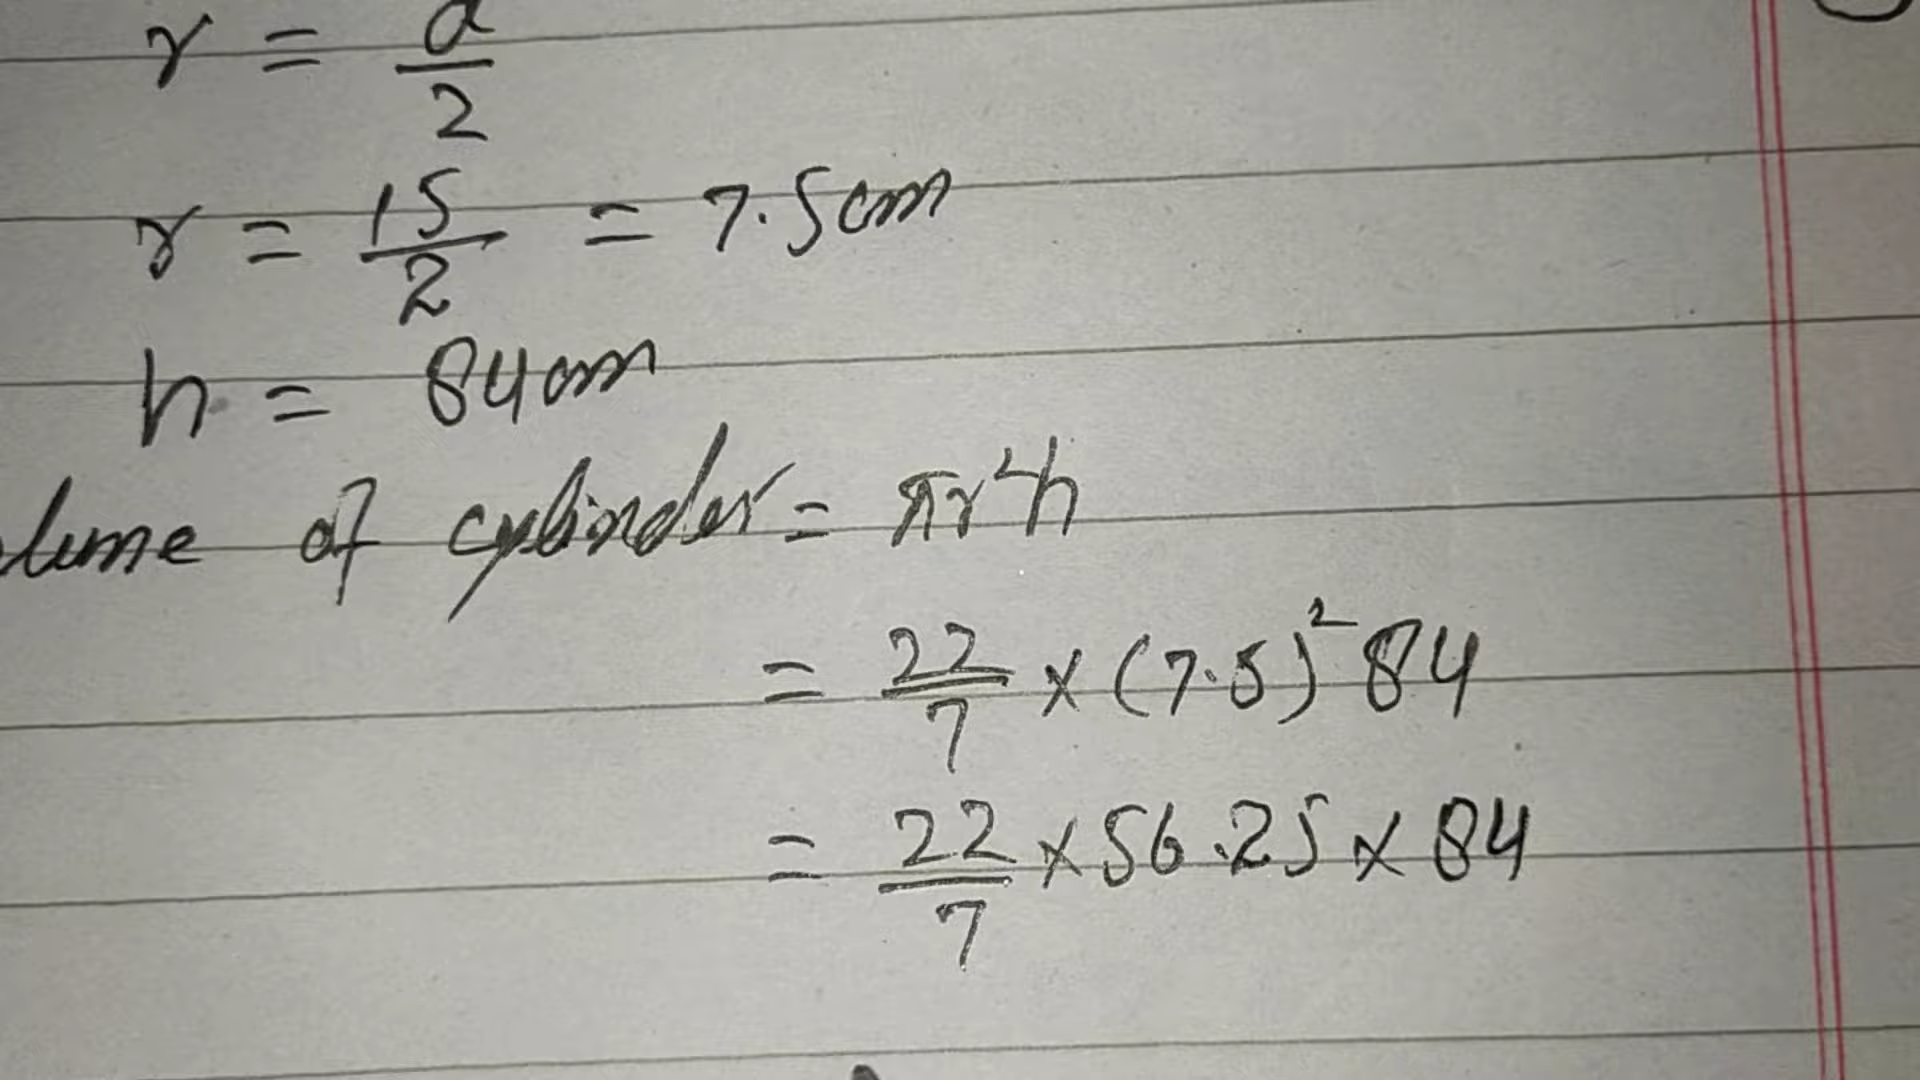 r = d/2
r = 15/2 = 7.5cm
h = 84cm
lume of cylinder = πr²h
= 22/7 × (7.5)² 84
= 22/7 × 56.25 × 84